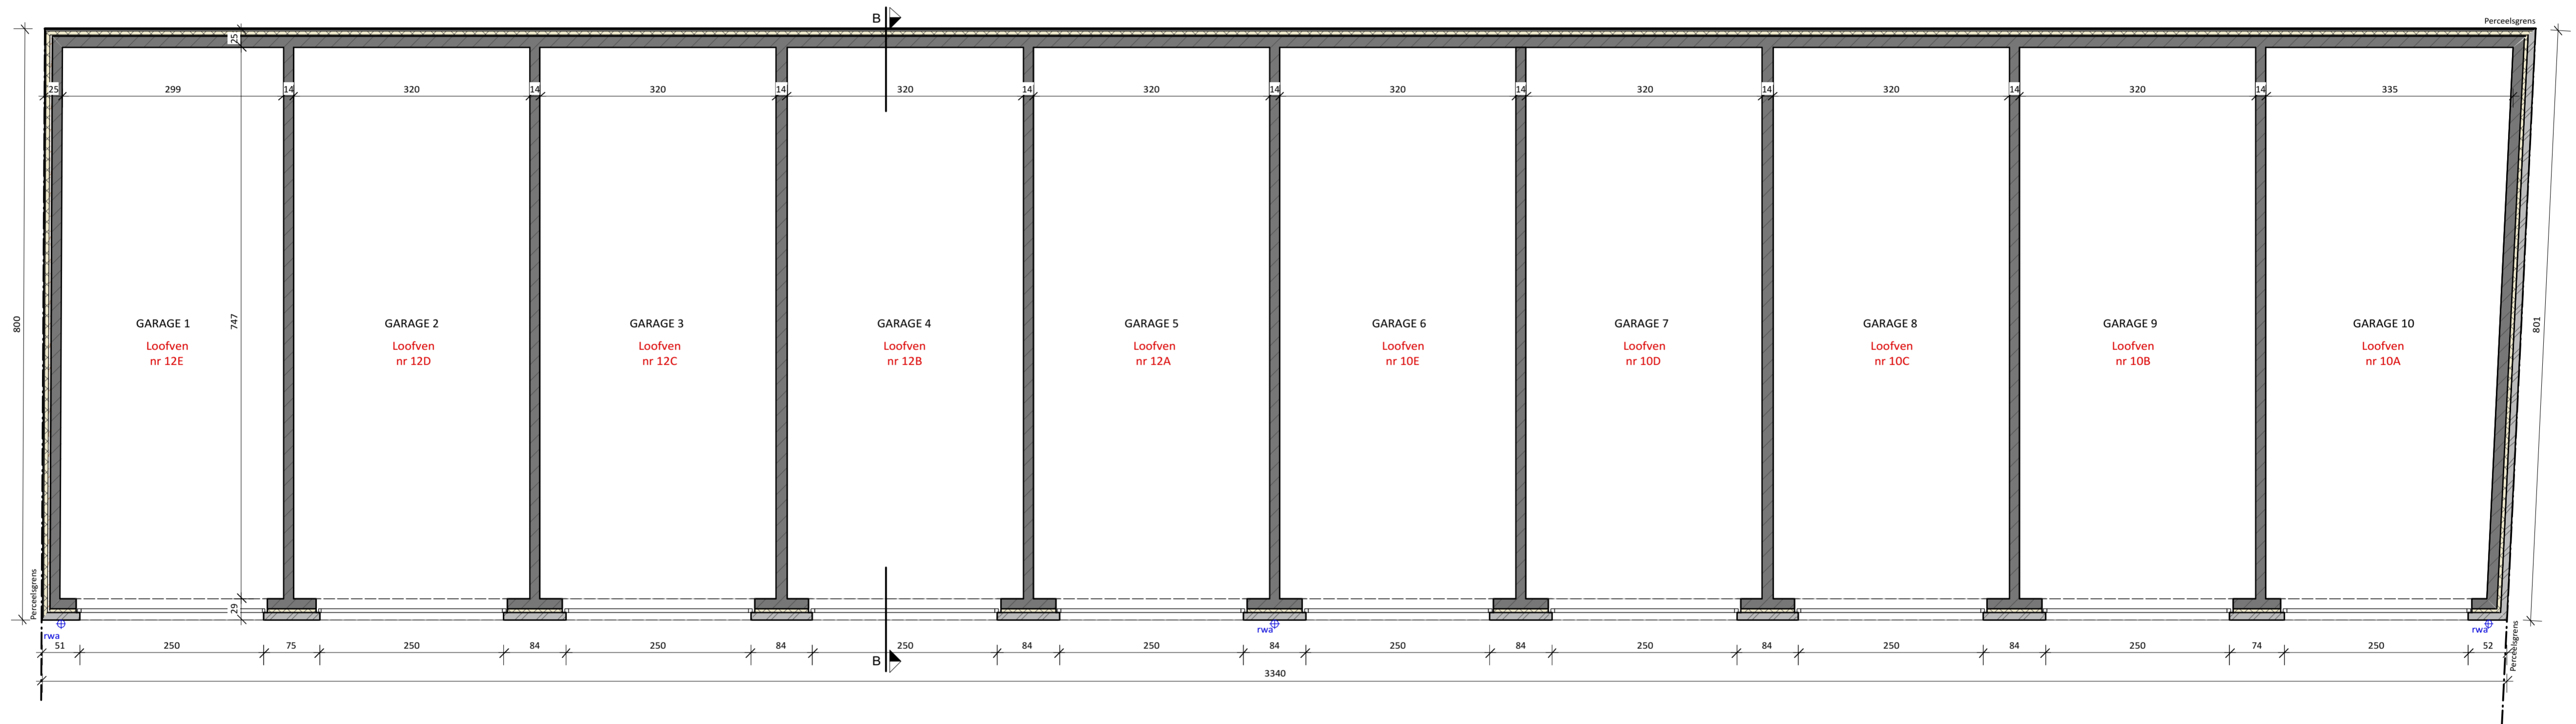 B
Perceelsgrens
25
25 299 14 320 14 320 14 320 14 320 14 320 14 320 14 320 14 320 14 335
800
747
801
GARAGE 1 GARAGE 2 GARAGE 3 GARAGE 4 GARAGE 5 GARAGE 6 GARAGE 7 GARAGE 8 GARAGE 9 GARAGE 10
Loofven Loofven Loofven Loofven Loofven Loofven Loofven Loofven Loofven Loofven
nr 12E nr 12D nr 12C nr 12B nr 12A nr 10E nr 10D nr 10C nr 10B nr 10A
Perceelsgrens
29
rwa rwa rwa
Perceelsgrens
51 250 75 250 84 250 84 250 84 250 84 250 84 250 84 250 84 250 74 250 52
B
3340